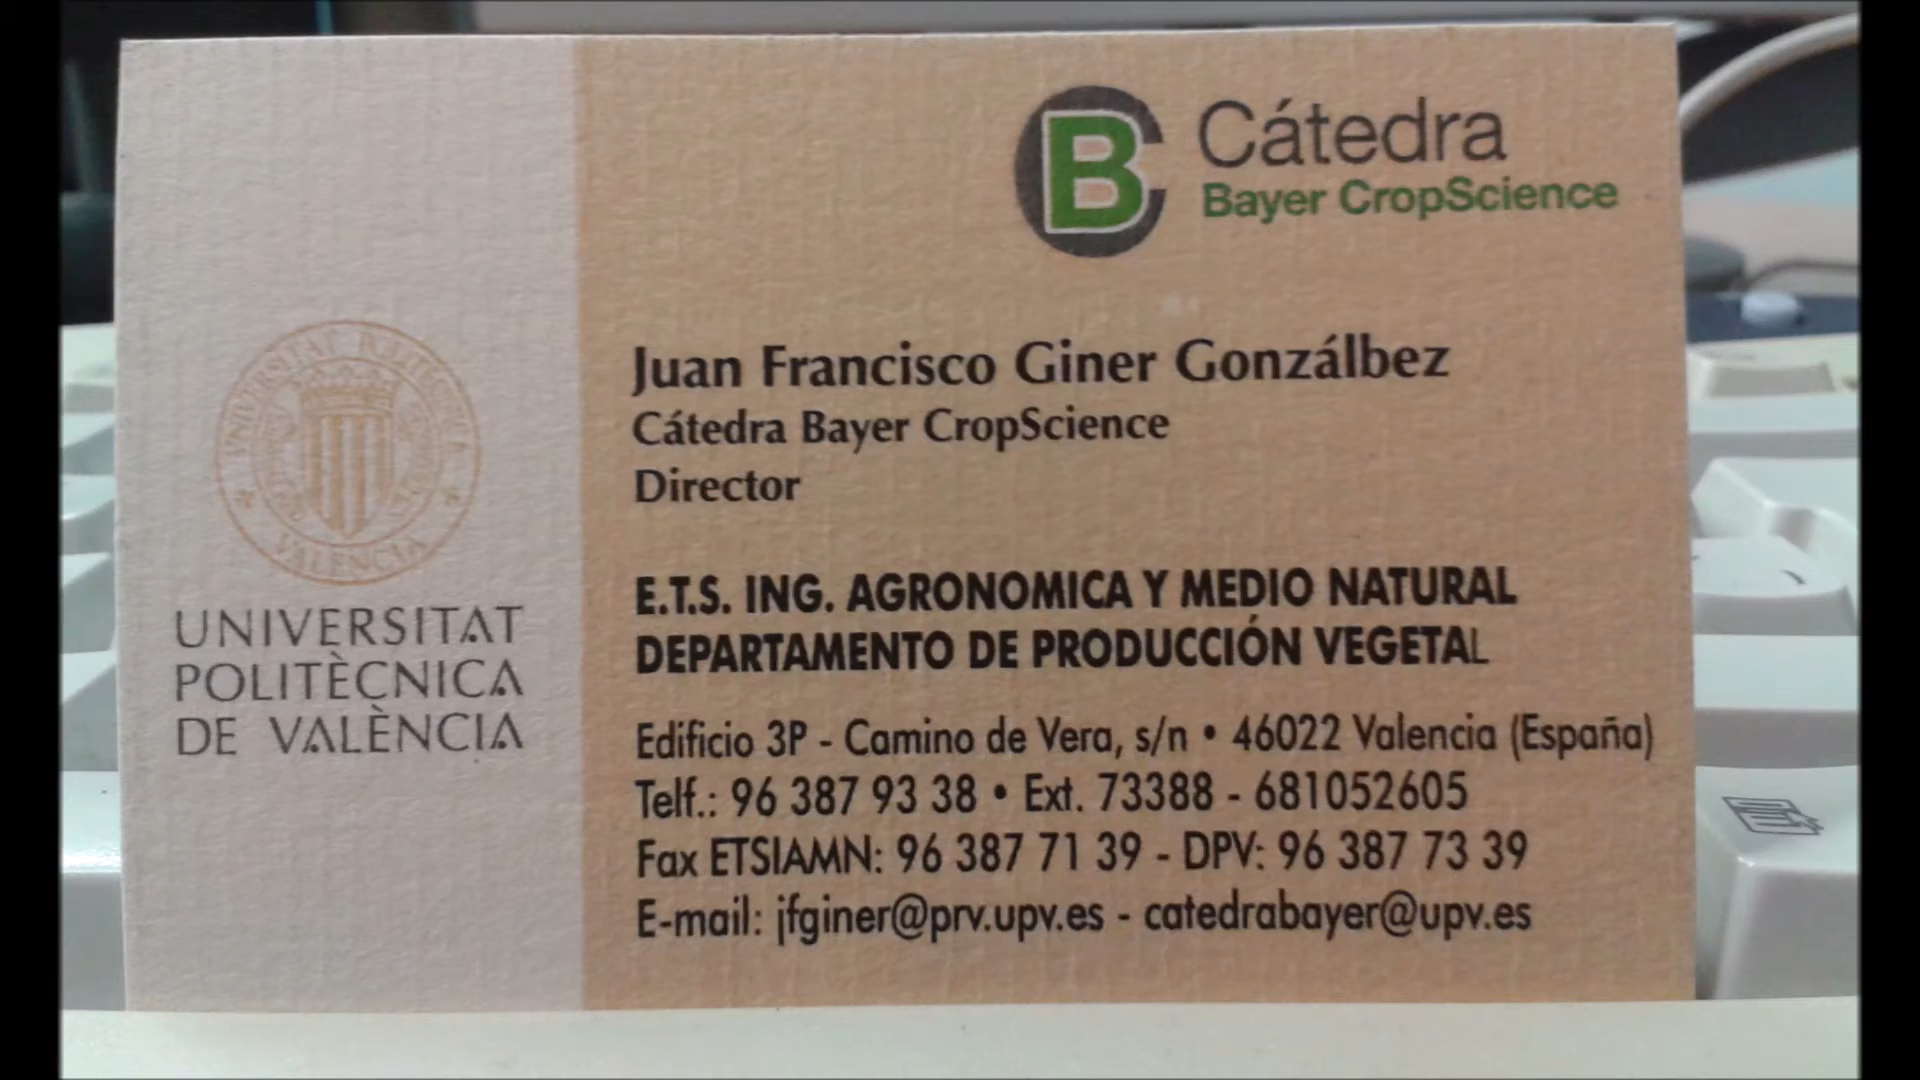 Cátedra
Bayer CropScience
Juan Francisco Giner Gonzálbez
Cátedra Bayer CropScience
Director
E.T.S. ING. AGRONOMICA Y MEDIO NATURAL
DEPARTAMENTO DE PRODUCCIÓN VEGETAL
Edificio 3P - Camino de Vera, s/n • 46022 Valencia (España)
Telf.: 96 387 93 38 • Ext. 73388 - 681052605
Fax ETSIAMN: 96 387 71 39 - DPV: 96 387 73 39
E-mail: jfginer@prv.upv.es - catedrabayer@upv.es
UNIVERSITAT POLITECNICA
VALENCIA
UNIVERSITAT
POLITÈCNICA
DE VALÈNCIA